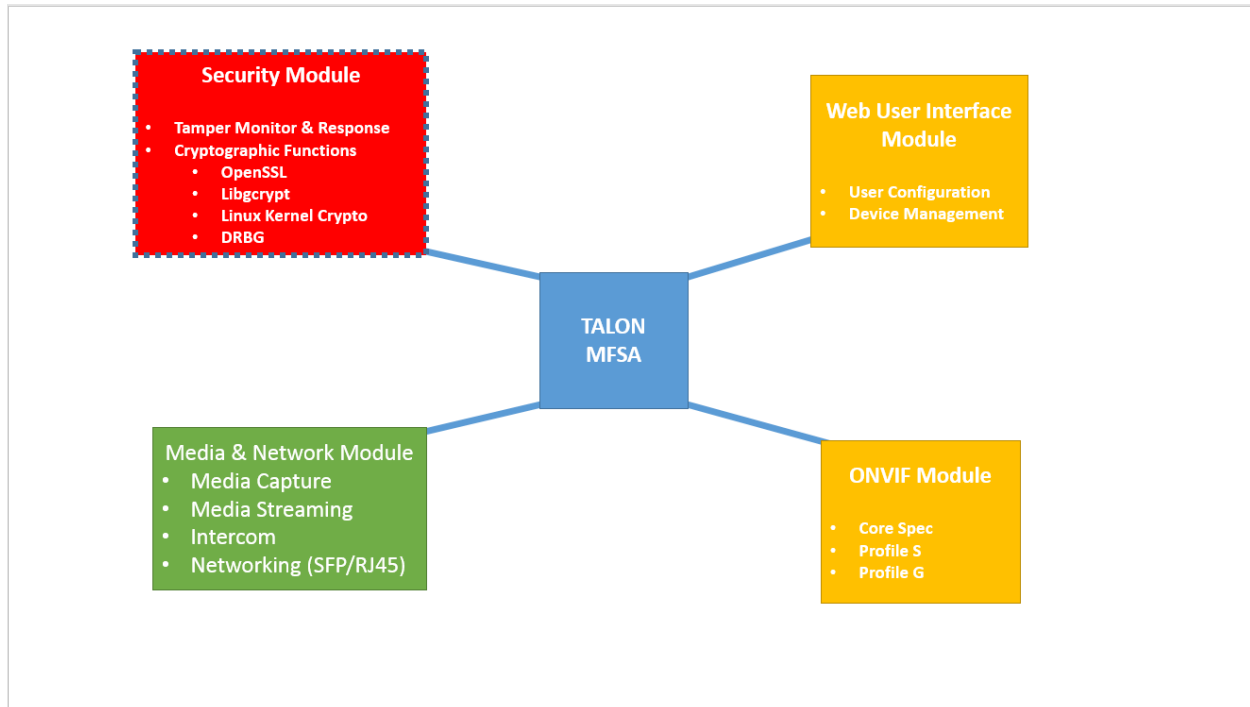 Security Module
• Tamper Monitor & Response
• Cryptographic Functions
• OpenSSL
• Libgcrypt
• Linux Kernel Crypto
• DRBG
Web User Interface
Module
• User Configuration
• Device Management
TALON
MFSA
Media & Network Module
• Media Capture
• Media Streaming
• Intercom
• Networking (SFP/RJ45)
ONVIF Module
• Core Spec
• Profile S
• Profile G